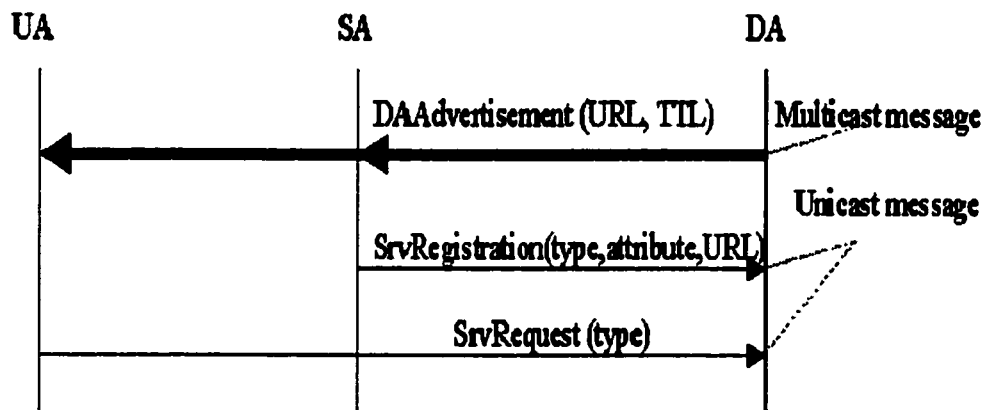 UA
SA
DA
DAAdvertisement (URL, TTL)
Multicast message
Unicast message
SrvRegistration(type,attribute,URL)
SrvRequest (type)